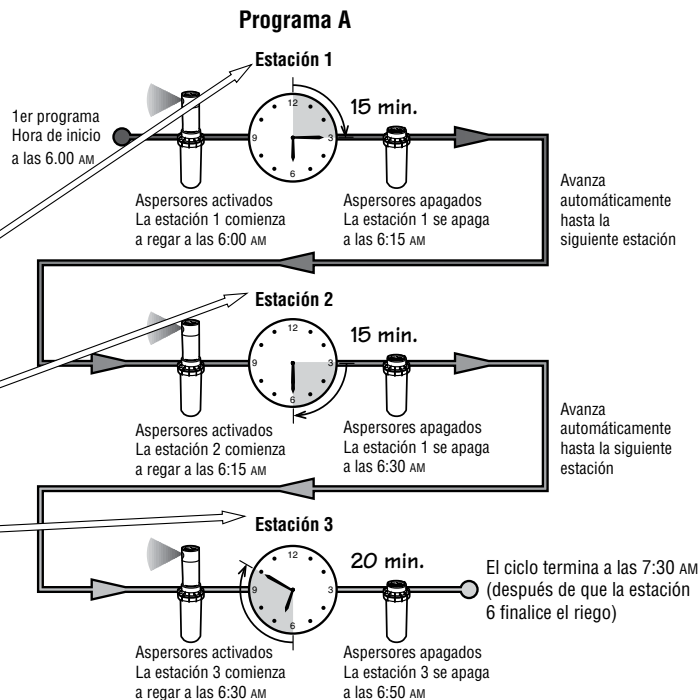 Programa A
Estación 1
1er programa
Hora de inicio
a las 6.00 AM
12
3
6
9
15 min.
Aspersores activados
La estación 1 comienza
a regar a las 6:00 AM
Aspersores apagados
La estación 1 se apaga
a las 6:15 AM
Avanza
automáticamente
hasta la
siguiente estación
Estación 2
12
3
6
9
15 min.
Aspersores activados
La estación 2 comienza
a regar a las 6:15 AM
Aspersores apagados
La estación 1 se apaga
a las 6:30 AM
Avanza
automáticamente
hasta la siguiente
estación
Estación 3
12
3
6
9
20 min.
Aspersores activados
La estación 3 comienza
a regar a las 6:30 AM
Aspersores apagados
La estación 3 se apaga
a las 6:50 AM
El ciclo termina a las 7:30 AM
(después de que la estación
6 finalice el riego)